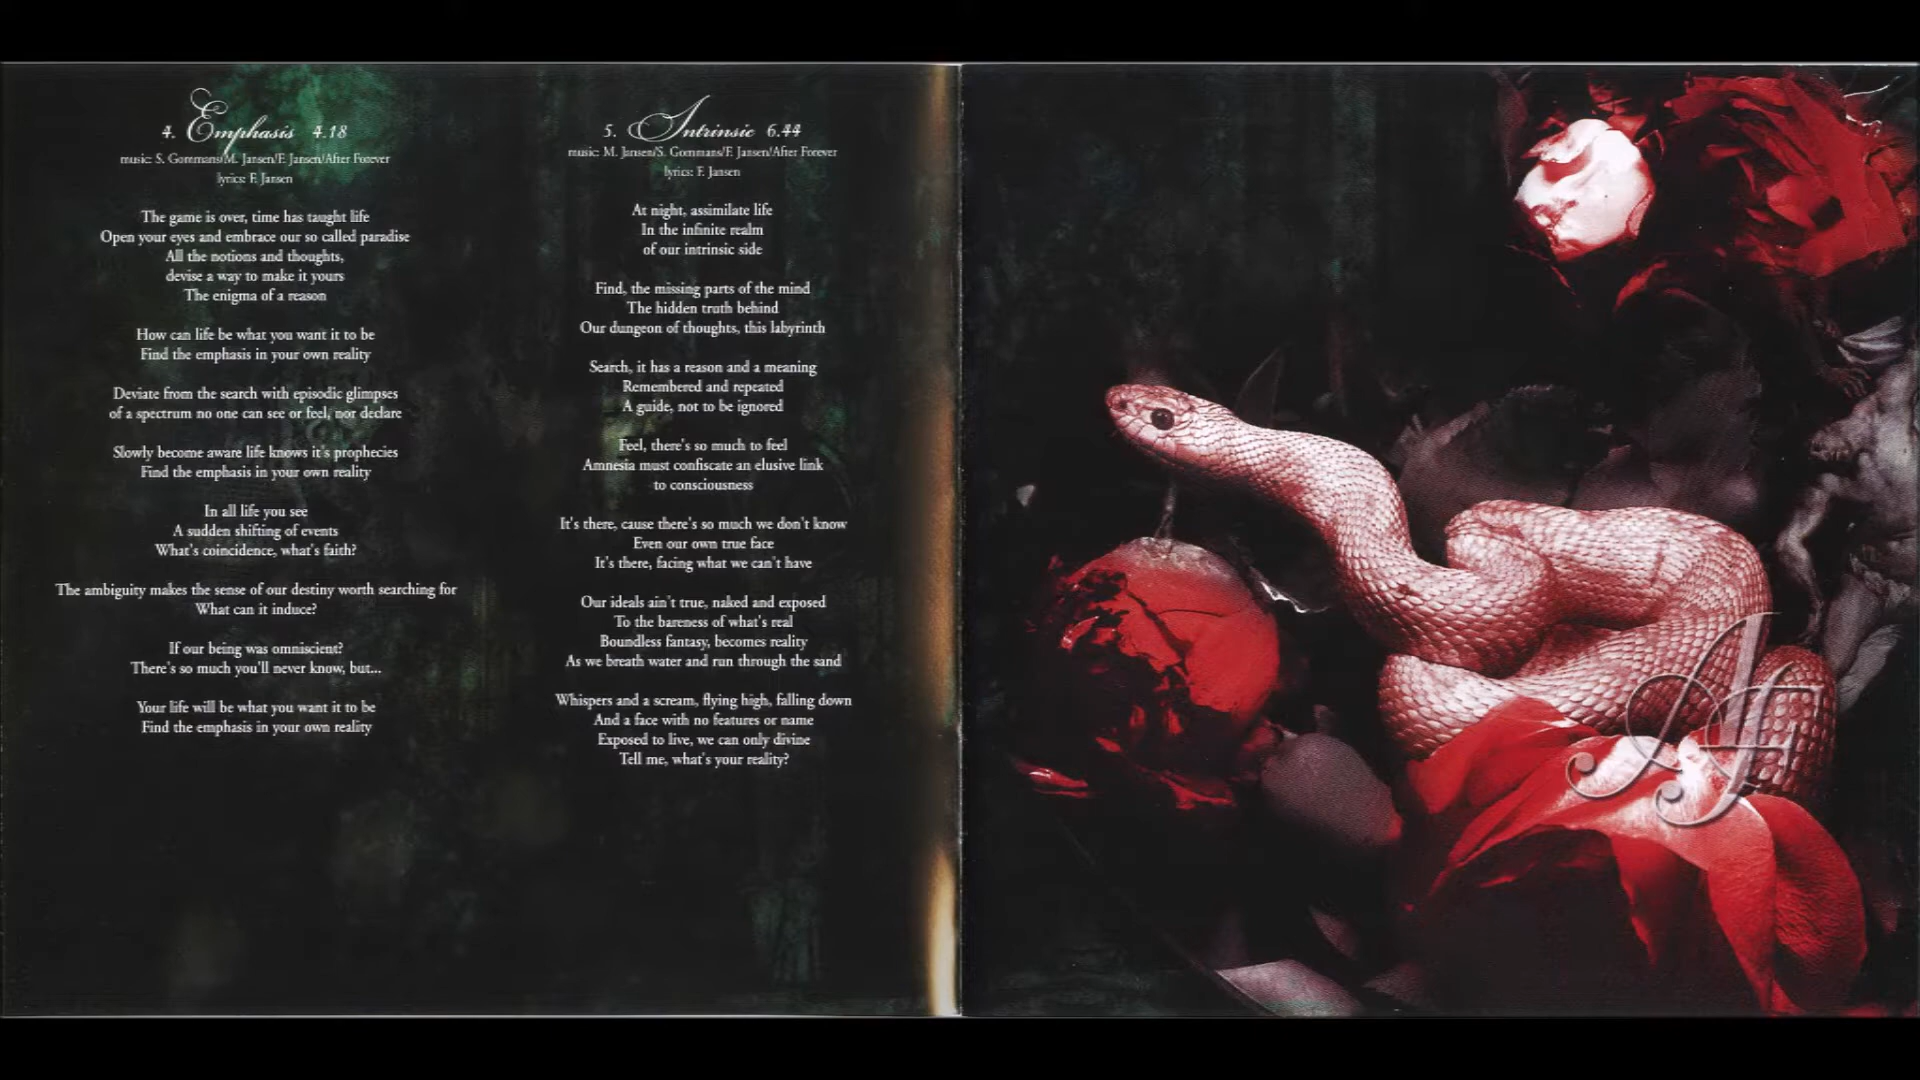 4. Emphasis 4.18
music: S. Gommans/M. Jansen/F. Jansen/After Forever
lyrics: F. Jansen
The game is over, time has taught life
Open your eyes and embrace our so called paradise
All the notions and thoughts,
devise a way to make it yours
The enigma of a reason
How can life be what you want it to be
Find the emphasis in your own reality
Deviate from the search with episodic glimpses
of a spectrum no one can see or feel, nor declare
Slowly become aware life knows it's prophecies
Find the emphasis in your own reality
In all life you see
A sudden shifting of events
What's coincidence, what's faith?
The ambiguity makes the sense of our destiny worth searching for
What can it induce?
If our being was omniscient?
There's so much you'll never know, but...
Your life will be what you want it to be
Find the emphasis in your own reality
5. Intrinsic 6.44
music: M. Jansen/S. Gommans/F. Jansen/After Forever
lyrics: F. Jansen
At night, assimilate life
In the infinite realm
of our intrinsic side
Find, the missing parts of the mind
The hidden truth behind
Our dungeon of thoughts, this labyrinth
Search, it has a reason and a meaning
Remembered and repeated
A guide, not to be ignored
Feel, there's so much to feel
Amnesia must confiscate an elusive link
to consciousness
It's there, cause there's so much we don't know
Even our own true face
It's there, facing what we can't have
Our ideals ain't true, naked and exposed
To the bareness of what's real
Boundless fantasy, becomes reality
As we breath water and run through the sand
Whispers and a scream, flying high, falling down
And a face with no features or name
Exposed to live, we can only divine
Tell me, what's your reality?
AF